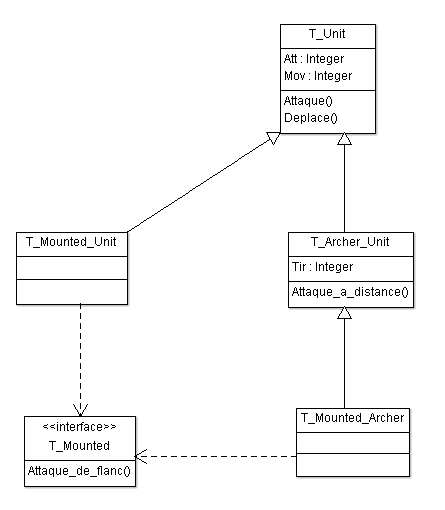 T_Unit
Att : Integer
Mov : Integer
Attaque()
Deplace()
T_Mounted_Unit
T_Archer_Unit
Tir : Integer
Attaque_a_distance()
<<interface>>
T_Mounted
Attaque_de_flanc()
T_Mounted_Archer